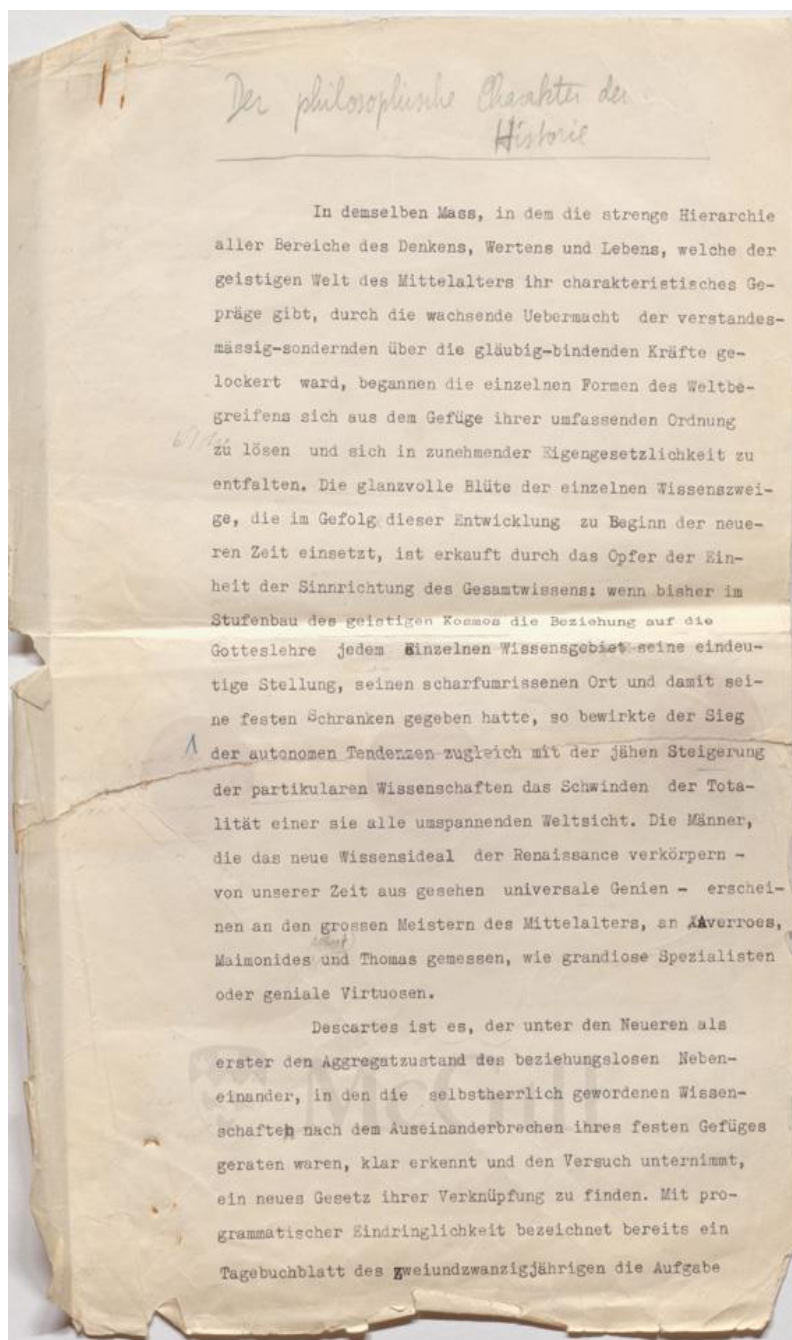 Der philosophische Charakter der
Historie
In demselben Mass, in dem die strenge Hierarchie
aller Bereiche des Denkens, Wertens und Lebens, welche der
geistigen Welt des Mittelalters ihr charakteristisches Ge-
präge gibt, durch die wachsende Uebermacht der verstandes-
mässig-sondernden über die gläubig-bindenden Kräfte ge-
lockert ward, begannen die einzelnen Formen des Weltbe-
greifens sich aus dem Gefüge ihrer umfassenden Ordnung
zu lösen und sich in zunehmender Eigengesetzlichkeit zu
entfalten. Die glanzvolle Blüte der einzelnen Wissenszwei-
ge, die im Gefolg dieser Entwicklung zu Beginn der neue-
ren Zeit einsetzt, ist erkauft durch das Opfer der Ein-
heit der Sinnrichtung des Gesamtwissens: wenn bisher im
Stufenbau des geistigen Kosmos die Beziehung auf die
Gotteslehre jedem einzelnen Wissensgebiet seine eindeu-
tige Stellung, seinen scharfumrissenen Ort und damit sei-
ne festen Schranken gegeben hatte, so bewirkte der Sieg
1 der autonomen Tendenzen zugleich mit der jähen Steigerung
der partikularen Wissenschaften das Schwinden der Tota-
lität einer sie alle umspannenden Weltsicht. Die Männer,
die das neue Wissensideal der Renaissance verkörpern -
von unserer Zeit aus gesehen universale Genien - erschei-
nen an den grossen Meistern des Mittelalters, an Averroes,
Maimonides und Thomas gemessen, wie grandiose Spezialisten
oder geniale Virtuosen.
Descartes ist es, der unter den Neueren als
erster den Aggregatzustand des beziehungslosen Neben-
einander, in den die selbstherrlich gewordenen Wissen-
schaften nach dem Auseinanderbrechen ihres festen Gefüges
geraten waren, klar erkennt und den Versuch unternimmt,
ein neues Gesetz ihrer Verknüpfung zu finden. Mit pro-
grammatischer Eindringlichkeit bezeichnet bereits ein
Tagebuchblatt des zweiundzwanzigjährigen die Aufgabe
McGill